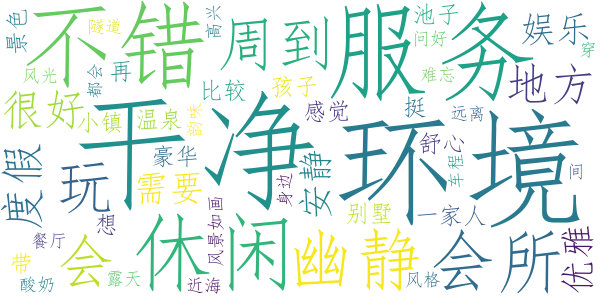 景色
不错
隧道
高兴
周到
服务
池子
问好
娱乐
穿
风光
都会
再
比较
孩子
难忘
地方
很好
小镇
温泉
韵味
感觉
挺
远离
干净
环境
舒心
车程
度假
玩
豪华
需要
身边
安静
间
想
风景如画
别墅
一家人
优雅
餐厅
带
会
休闲
幽静
会所
酸奶
露天
近海
风格